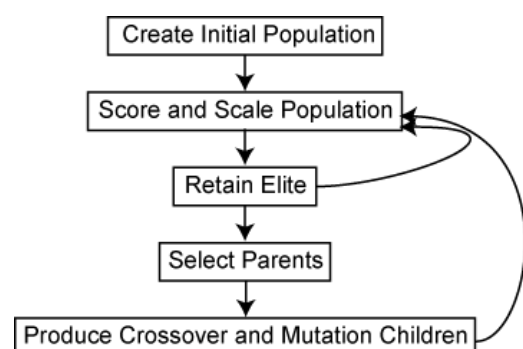 Create Initial Population
Score and Scale Population
Retain Elite
Select Parents
Produce Crossover and Mutation Children